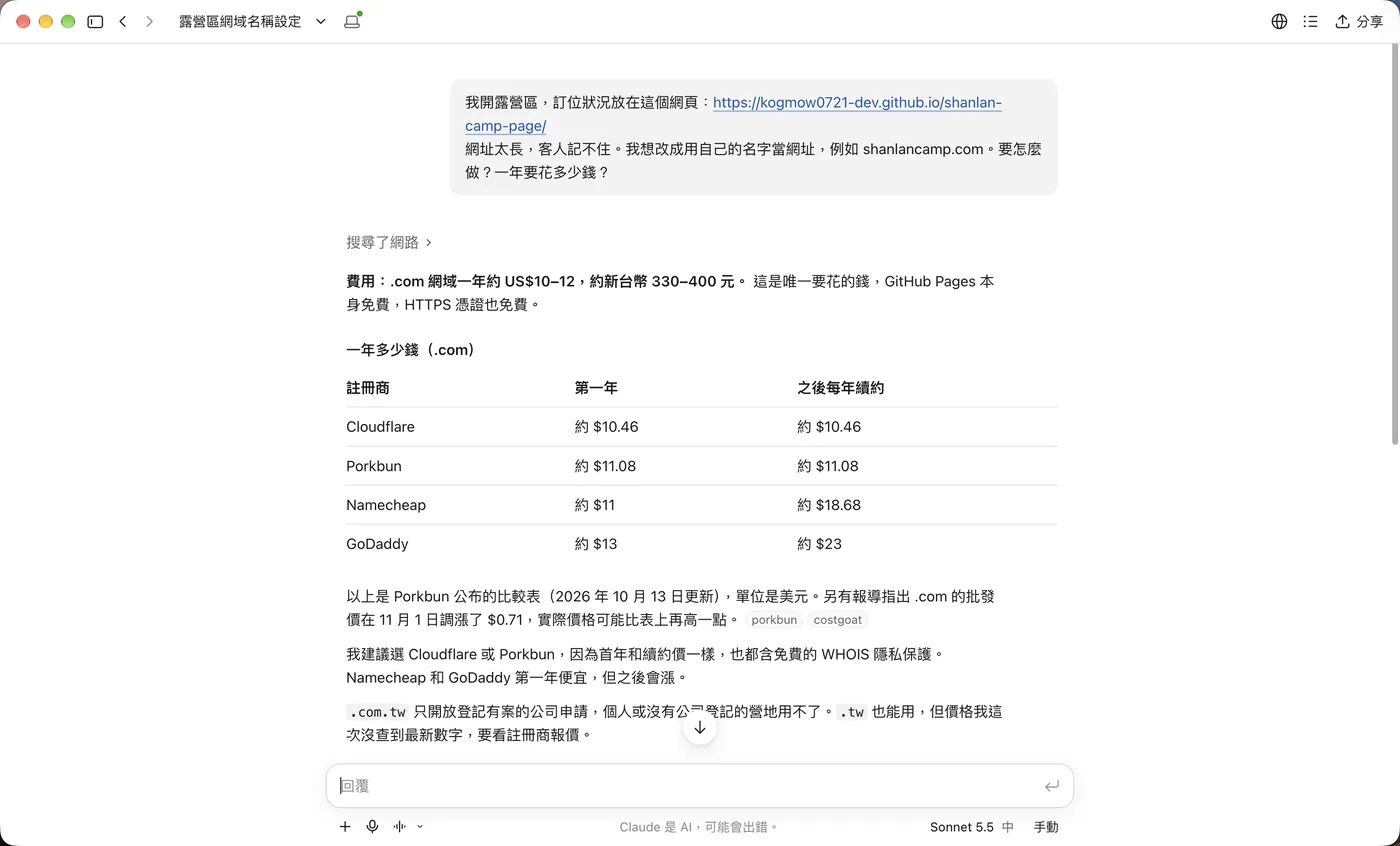 露營區網域名稱設定
分享
我開露營區，訂位狀況放在這個網頁：https://kogmow0721-dev.github.io/shanlan-
camp-page/
網址太長，客人記不住。我想改成用自己的名字當網址，例如 shanlancamp.com。要怎麼
做？一年要花多少錢？
搜尋了網路
費用：.com 網域一年約 US$10–12，約新台幣 330–400 元。 這是唯一要花的錢，GitHub Pages 本
身免費，HTTPS 憑證也免費。
一年多少錢（.com）
註冊商 第一年 之後每年續約
Cloudflare 約 $10.46 約 $10.46
Porkbun 約 $11.08 約 $11.08
Namecheap 約 $11 約 $18.68
GoDaddy 約 $13 約 $23
以上是 Porkbun 公布的比較表（2026 年 10 月 13 日更新），單位是美元。另有報導指出 .com 的批發
價在 11 月 1 日調漲了 $0.71，實際價格可能比表上再高一點。 porkbun costgoat
我建議選 Cloudflare 或 Porkbun，因為首年和續約價一樣，也都含免費的 WHOIS 隱私保護。
Namecheap 和 GoDaddy 第一年便宜，但之後會漲。
.com.tw 只開放登記有案的公司申請，個人或沒有公司登記的營地用不了。.tw 也能用，但價格我這
次沒查到最新數字，要看註冊商報價。
回覆
Claude 是 AI，可能會出錯。
Sonnet 5.5 中 手動